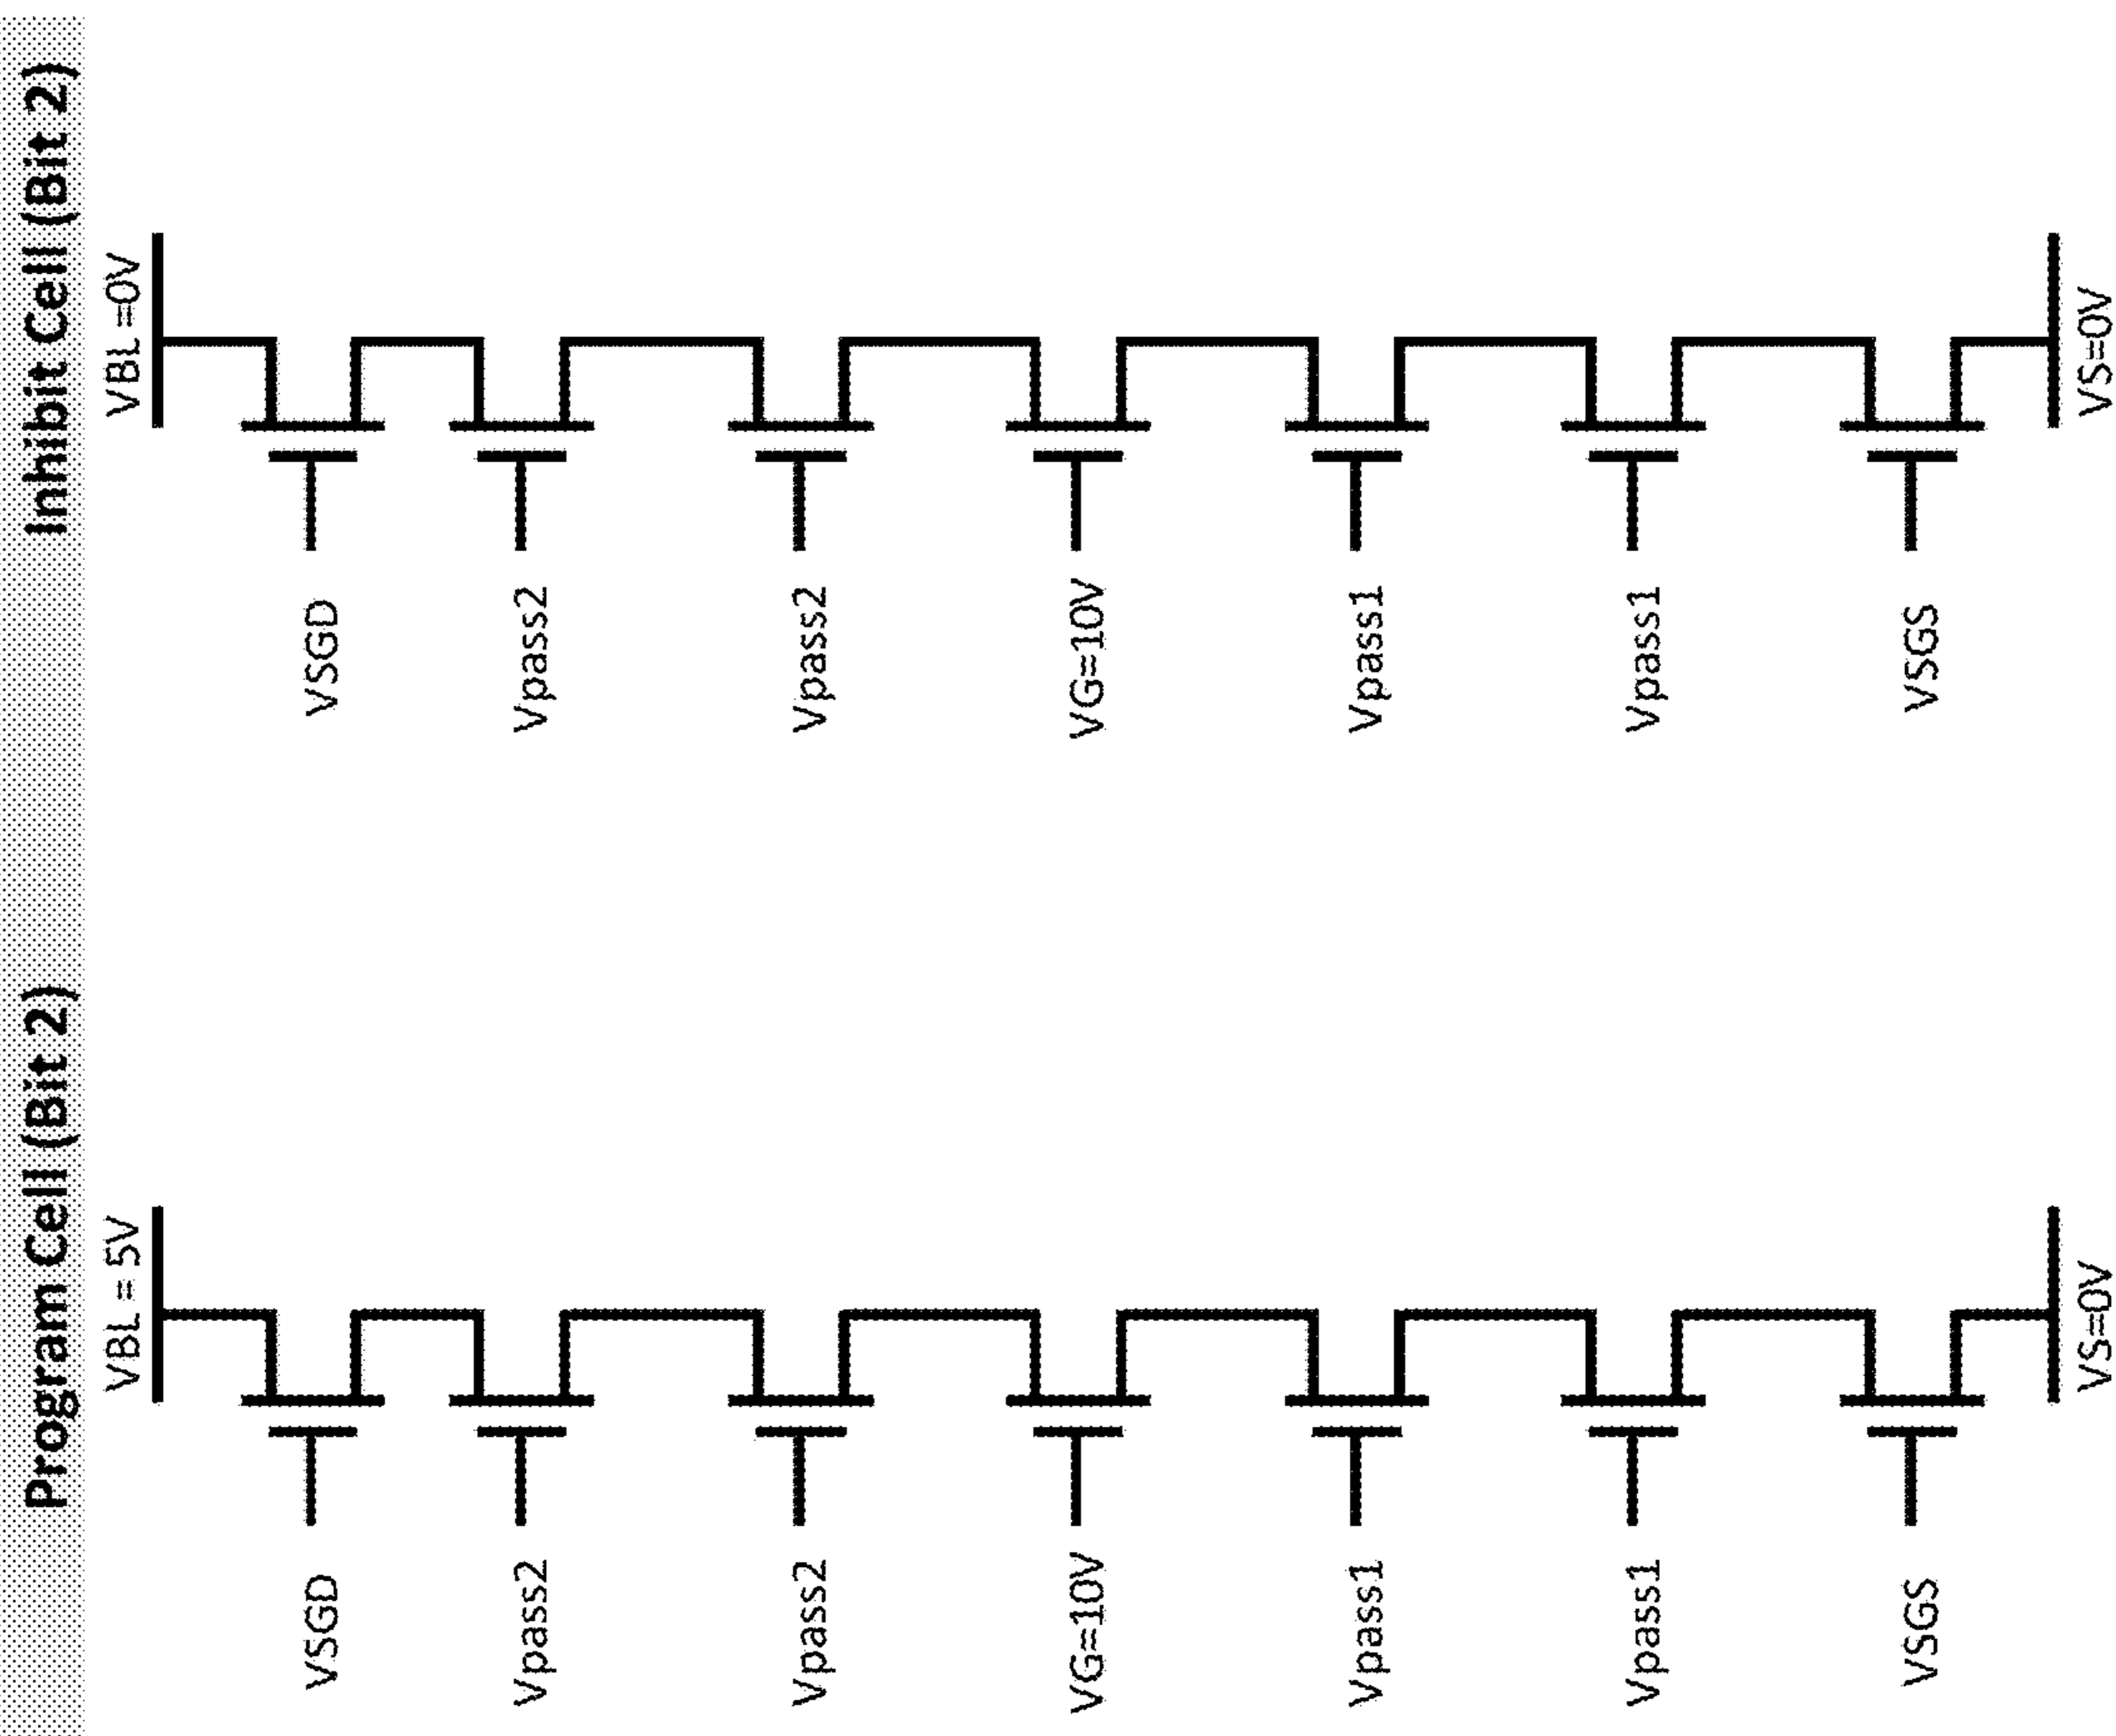 Program Cell (Bit 2)
VBL = 5V
VSGD
Vpass2
Vpass2
VG=10V
Vpass1
Vpass1
VSGS
VS=0V
Inhibit Cell (Bit 2)
VBL =0V
VSGD
Vpass2
Vpass2
VG=10V
Vpass1
Vpass1
VSGS
VS=0V